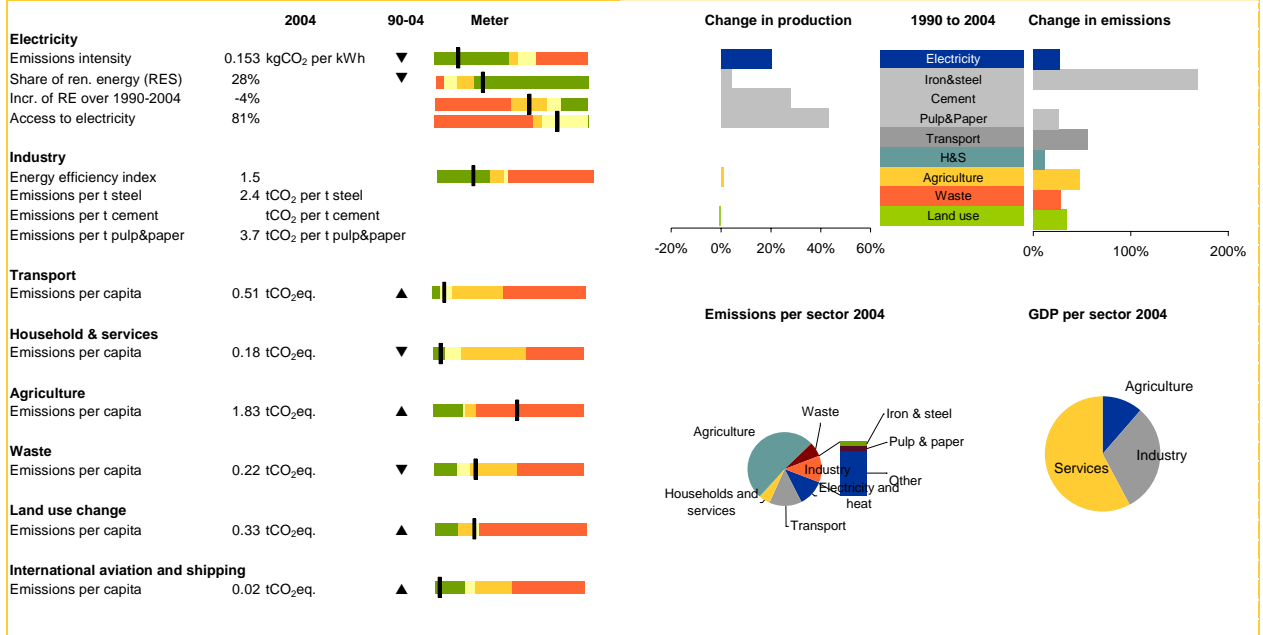 2004 90-04 Meter
Electricity
Emissions intensity 0.153 kgCO₂ per kWh ▼
Share of ren. energy (RES) 28% ▼
Incr. of RE over 1990-2004 -4%
Access to electricity 81%
Industry
Energy efficiency index 1.5
Emissions per t steel 2.4 tCO₂ per t steel
Emissions per t cement tCO₂ per t cement
Emissions per t pulp&paper 3.7 tCO₂ per t pulp&paper
Transport
Emissions per capita 0.51 tCO₂eq. ▲
Household & services
Emissions per capita 0.18 tCO₂eq. ▼
Agriculture
Emissions per capita 1.83 tCO₂eq. ▲
Waste
Emissions per capita 0.22 tCO₂eq. ▼
Land use change
Emissions per capita 0.33 tCO₂eq. ▲
International aviation and shipping
Emissions per capita 0.02 tCO₂eq. ▲
Change in production 1990 to 2004 Change in emissions
Electricity
Iron&steel
Cement
Pulp&Paper
Transport
H&S
Agriculture
Waste
Land use
-20% 0% 20% 40% 60%
0% 100% 200%
Emissions per sector 2004
Waste
Iron & steel
Agriculture
Pulp & paper
Industry
Other
Electricity and
heat
Households and
services
Transport
GDP per sector 2004
Agriculture
Industry
Services